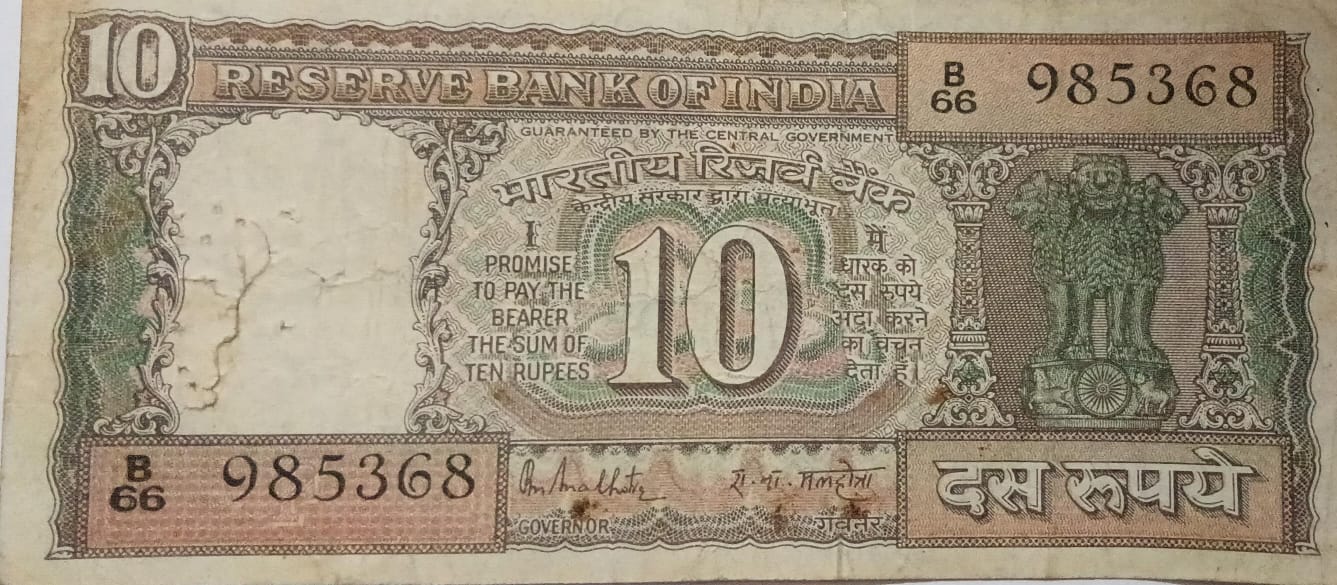 10
RESERVE BANK OF INDIA
B
66 985368
GUARANTEED BY THE CENTRAL GOVERNMENT
भारतीय रिज़र्व बैंक
केन्द्रीय सरकार द्वारा प्रत्याभूत
I
PROMISE
TO PAY THE
BEARER
THE SUM OF
TEN RUPEES
10
मैं
धारक को
दस रुपये
अदा करने
का वचन
देता हूँ।
B
66 985368
रा. ना. मलहोत्रा
GOVERNOR
गवर्नर
दस रुपये